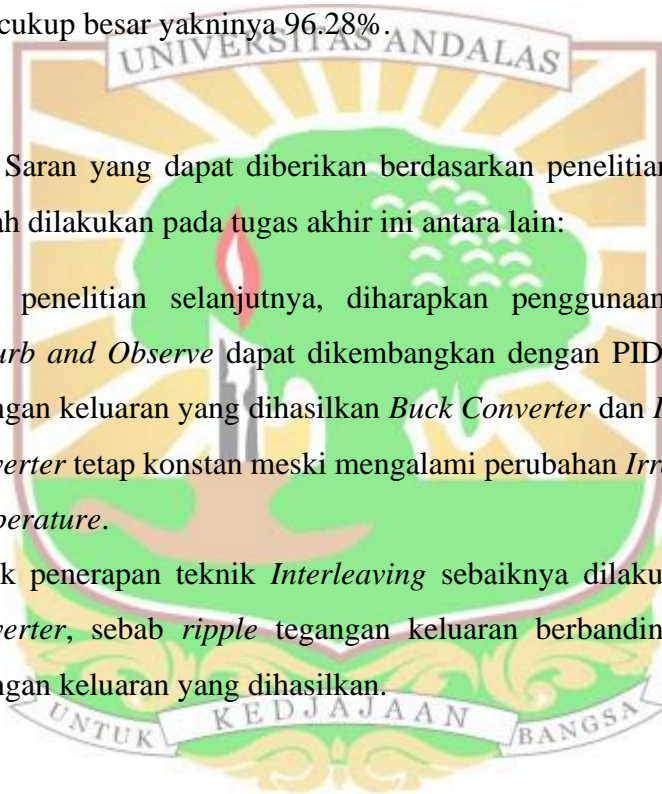 cukup besar yakninya 96.28%.
UNIVERSITAS ANDALAS
Saran yang dapat diberikan berdasarkan penelitian
ah dilakukan pada tugas akhir ini antara lain:
penelitian selanjutnya, diharapkan penggunaan
urb and Observe dapat dikembangkan dengan PID
ngan keluaran yang dihasilkan Buck Converter dan I
verter tetap konstan meski mengalami perubahan Irr
perature.
k penerapan teknik Interleaving sebaiknya dilaku
verter, sebab ripple tegangan keluaran berbandin
ngan keluaran yang dihasilkan.
UNTUK KEDJAJAAN BANGSA